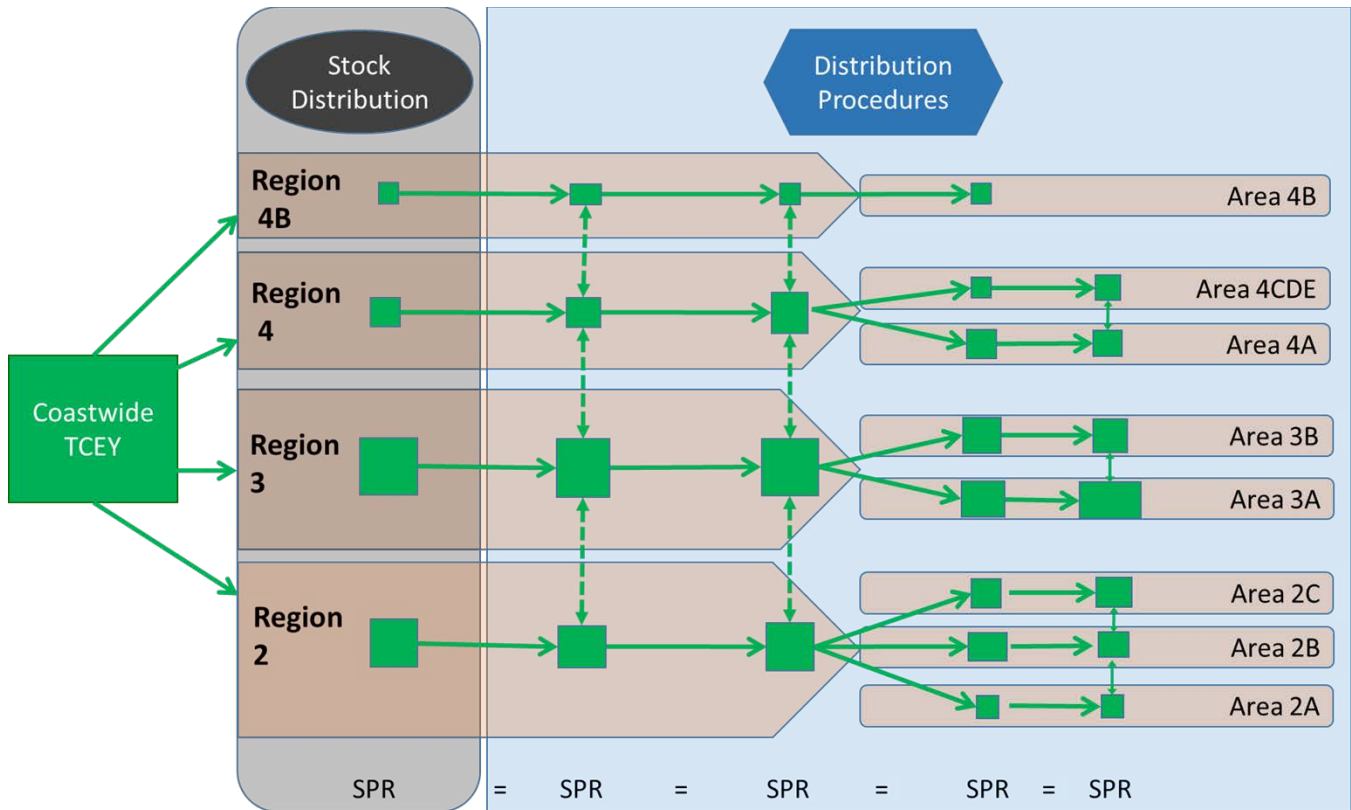 Stock
Distribution
Distribution
Procedures
Region
4B
Area 4B
Region
4
Area 4CDE
Area 4A
Coastwide
TCEY
Region
3
Area 3B
Area 3A
Region
2
Area 2C
Area 2B
Area 2A
SPR = SPR = SPR = SPR = SPR